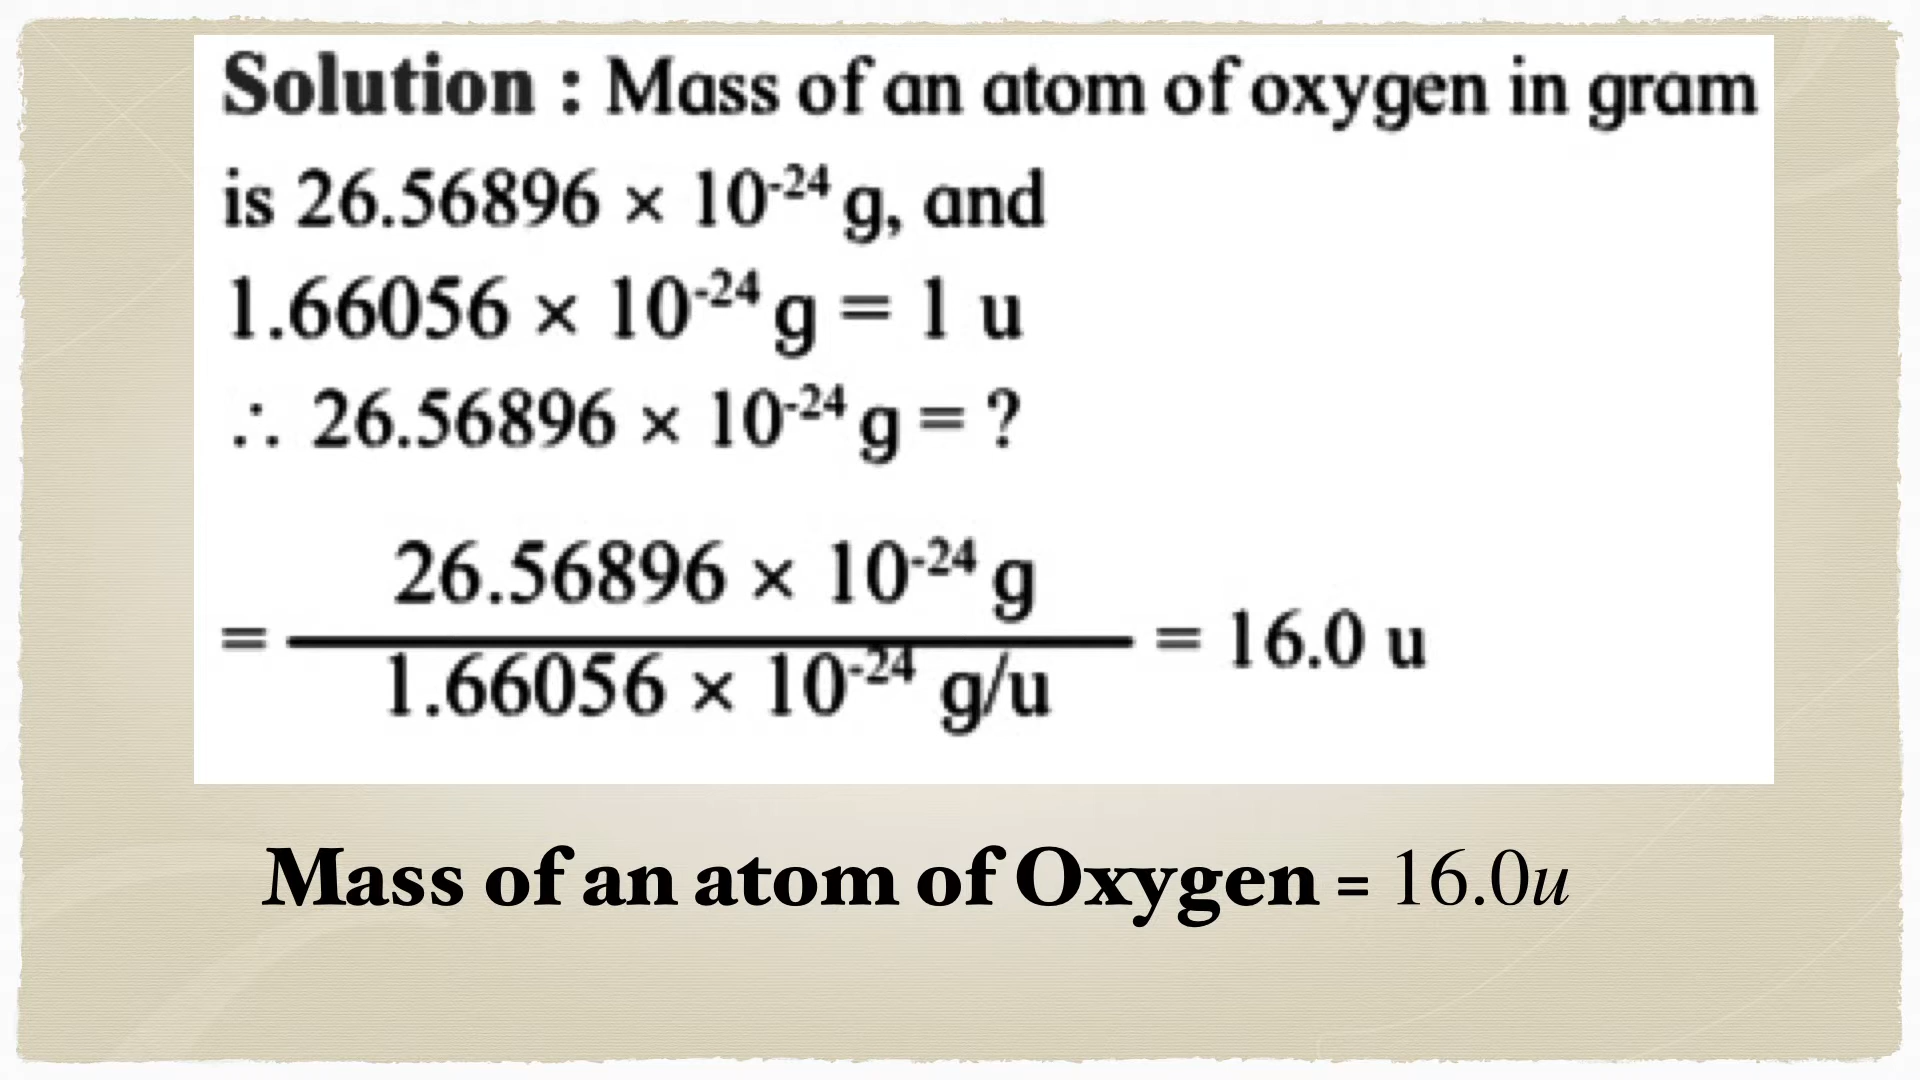 Solution : Mass of an atom of oxygen in gram
is 26.56896 × 10⁻²⁴ g, and
1.66056 × 10⁻²⁴ g = 1 u
∴ 26.56896 × 10⁻²⁴ g = ?
26.56896 × 10⁻²⁴ g
= ———————— = 16.0 u
1.66056 × 10⁻²⁴ g/u
Mass of an atom of Oxygen = 16.0u